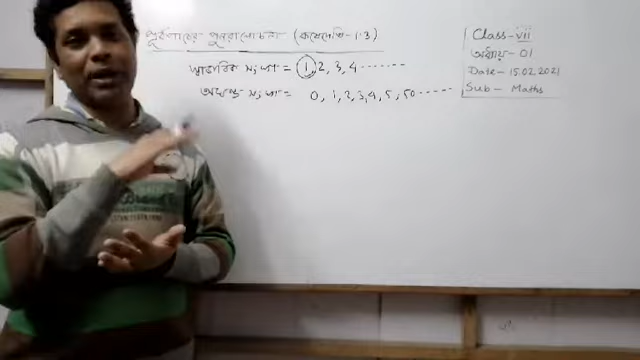 পূর্বপাঠের পুনরালোচনা (কষেদেখি - 1.3)
স্বাভাবিক সংখ্যা = 1, 2, 3, 4 .......
অখণ্ড সংখ্যা = 0, 1, 2, 3, 4, 5, 50 .....
Class - vii
অধ্যায় - 01
Date - 15.02.2021
Sub - Maths